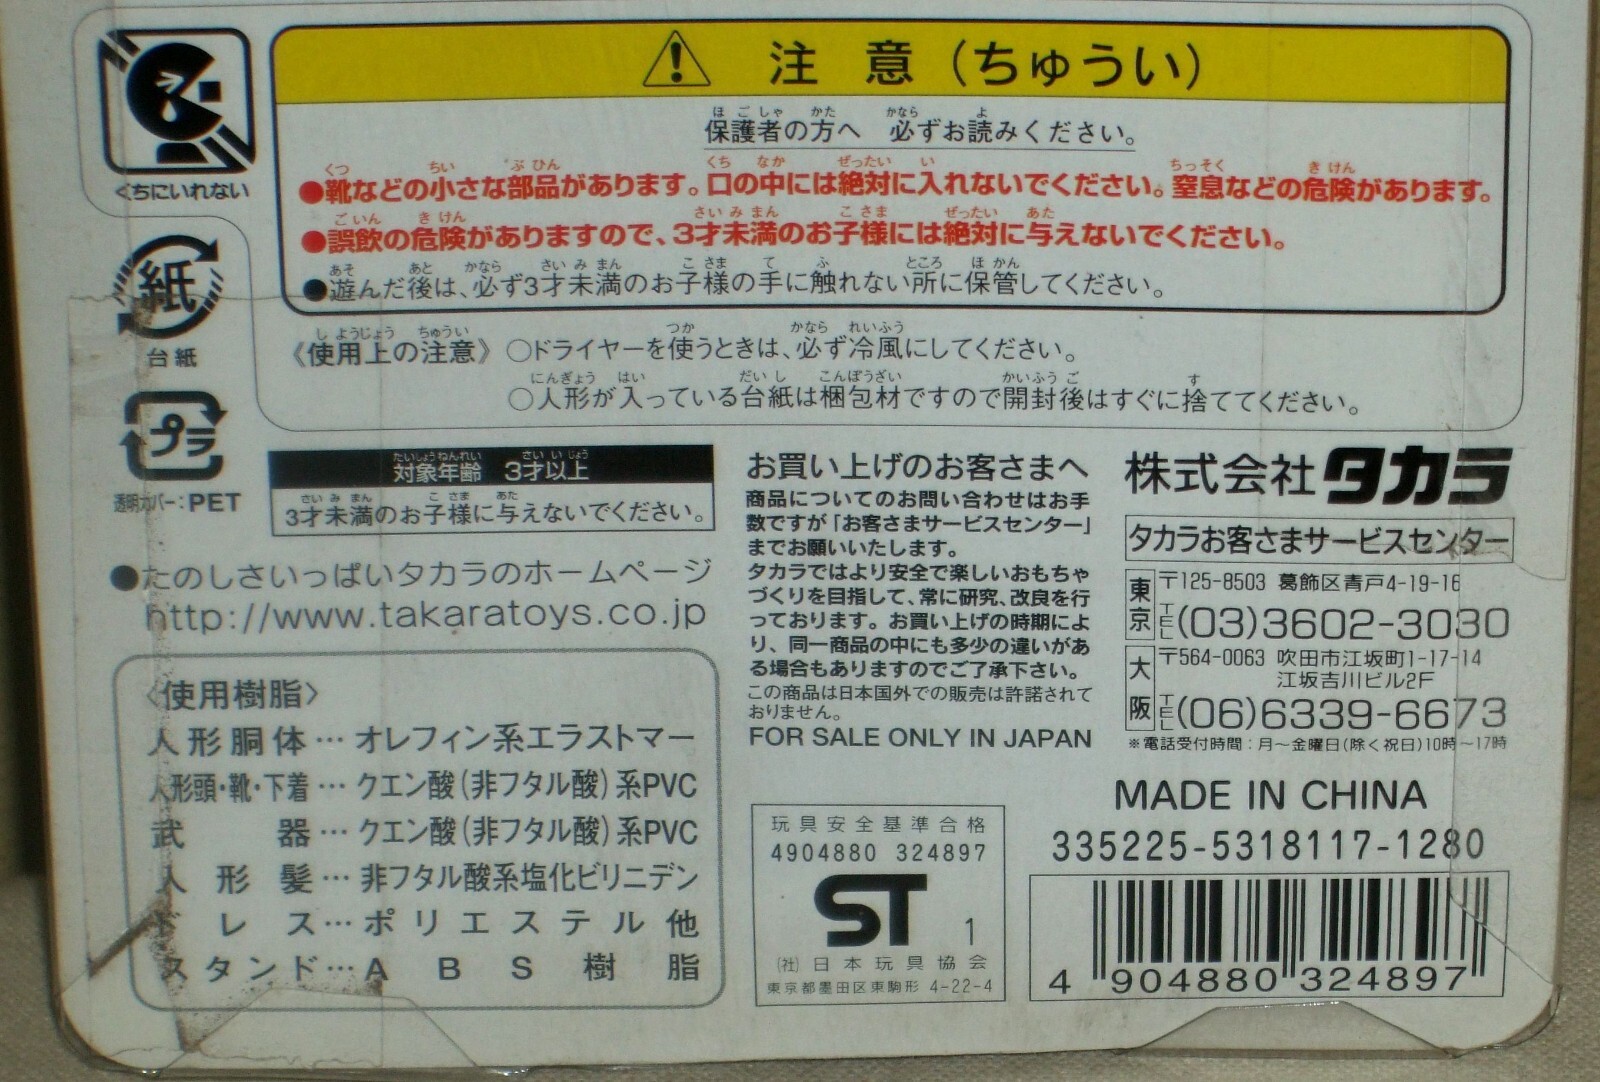 注意(ちゅうい)
保護者の方へ 必ずお読みください。
●靴などの小さな部品があります。口の中には絶対に入れないでください。窒息などの危険があります。
●誤飲の危険がありますので、3才未満のお子様には絶対に与えないでください。
●遊んだ後は、必ず3才未満のお子様の手に触れない所に保管してください。
くちにいれない
紙
台紙
プラ
透明カバー:PET
《使用上の注意》○ドライヤーを使うときは、必ず冷風にしてください。
○人形が入っている台紙は梱包材ですので開封後はすぐに捨ててください。
対象年齢 3才以上
3才未満のお子様に与えないでください。
●たのしさいっぱいタカラのホームページ
http://www.takaratoys.co.jp
〈使用樹脂〉
人形胴体…オレフィン系エラストマー
人形頭・靴・下着…クエン酸(非フタル酸)系PVC
武器…クエン酸(非フタル酸)系PVC
人形髪…非フタル酸系塩化ビリニデン
ドレス…ポリエステル他
スタンド…ABS樹脂
お買い上げのお客さまへ
商品についてのお問い合わせはお手
数ですが「お客さまサービスセンター」
までお願いいたします。
タカラではより安全で楽しいおもちゃ
づくりを目指して、常に研究、改良を行
っております。お買い上げの時期によ
り、同一商品の中にも多少の違いがあ
る場合もありますのでご了承下さい。
この商品は日本国外での販売は許諾されて
おりません。
FOR SALE ONLY IN JAPAN
株式会社タカラ
タカラお客さまサービスセンター
東京 〒125-8503 葛飾区青戸4-19-16
TEL(03)3602-3030
大阪 〒564-0063 吹田市江坂町1-17-14
江坂吉川ビル2F
TEL(06)6339-6673
※電話受付時間:月〜金曜日(除く祝日)10時〜17時
玩具安全基準合格
4904880 324897
ST 1
(社)日本玩具協会
東京都墨田区東駒形 4-22-4
MADE IN CHINA
335225-5318117-1280
4 904880 324897